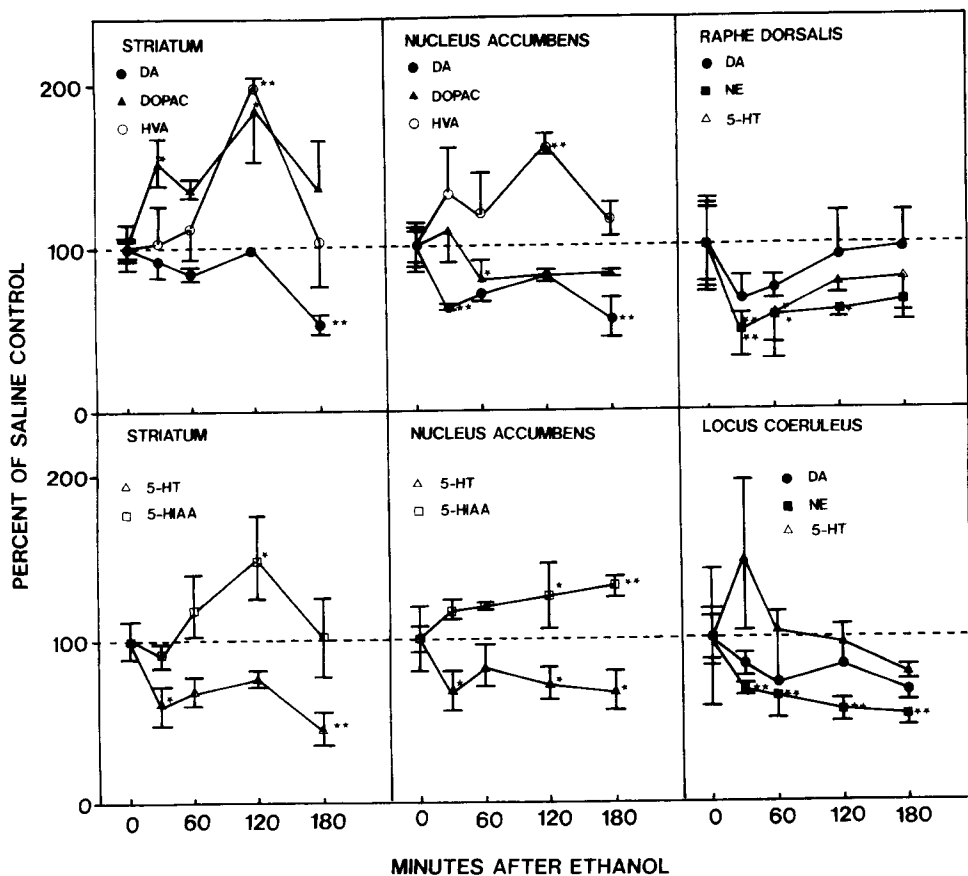 PERCENT OF SALINE CONTROL
200
100
0
STRIATUM
DA
DOPAC
HVA
NUCLEUS ACCUMBENS
DA
DOPAC
HVA
RAPHE DORSALIS
DA
NE
5-HT
200
100
0
STRIATUM
5-HT
5-HIAA
NUCLEUS ACCUMBENS
5-HT
5-HIAA
LOCUS COERULEUS
DA
NE
5-HT
0 60 120 180
0 60 120 180
0 60 120 180
MINUTES AFTER ETHANOL